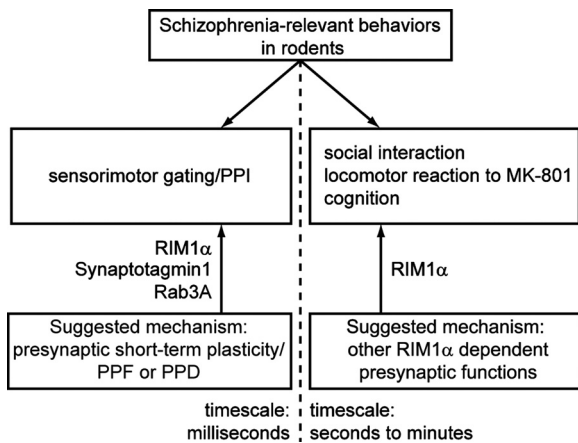 Schizophrenia-relevant behaviors
in rodents
sensorimotor gating/PPI
social interaction
locomotor reaction to MK-801
cognition
RIM1α
Synaptotagmin1
Rab3A
RIM1α
Suggested mechanism:
presynaptic short-term plasticity/
PPF or PPD
Suggested mechanism:
other RIM1α dependent
presynaptic functions
timescale:
milliseconds
timescale:
seconds to minutes